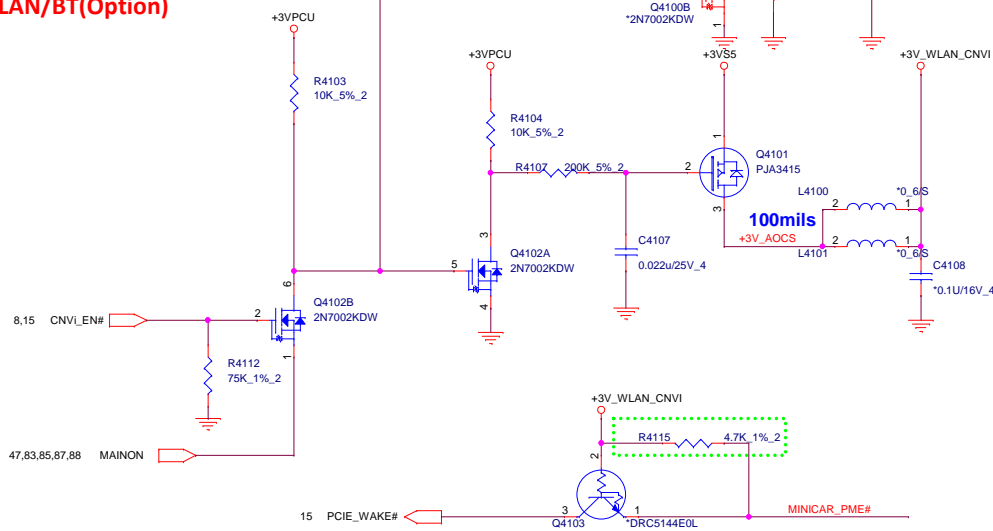 LAN/BT(Option)
+3VPCU
R4103
10K_5%_2
+3VPCU
R4104
10K_5%_2
R4107
200K_5%_2
Q4100B
*2N7002KDW
1
+3VS5
1
2
Q4101
PJA3415
3
100mils
+3V_AOCS
+3V_WLAN_CNVI
L4100
*0_6/S
2
1
2
1
L4101
*0_6/S
C4108
*0.1U/16V_4
C4107
0.022u/25V_4
3
5
Q4102A
2N7002KDW
4
6
2
Q4102B
2N7002KDW
1
8,15 CNVi_EN#
R4112
75K_1%_2
47,83,85,87,88 MAINON
+3V_WLAN_CNVI
R4115
4.7K_1%_2
2
15 PCIE_WAKE#
3
1
Q4103
*DRC5144E0L
MINICAR_PME#